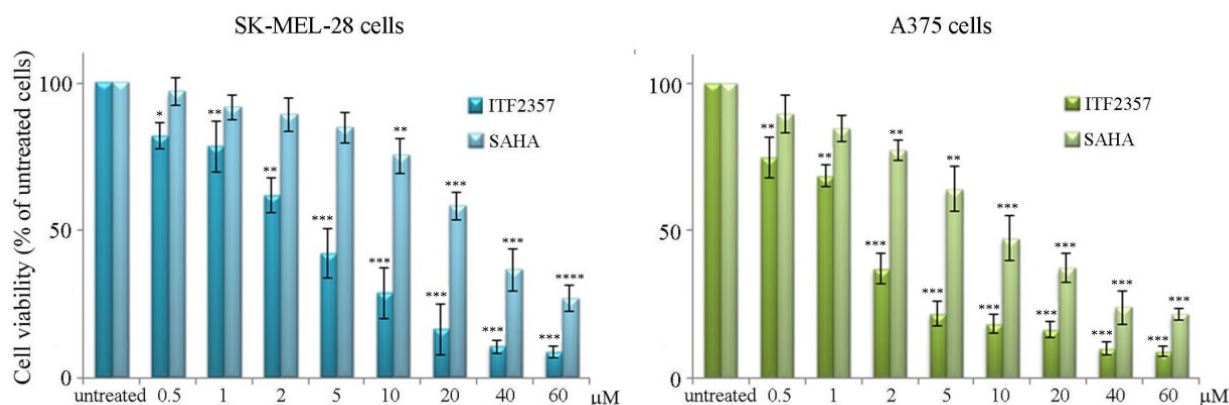 SK-MEL-28 cells
A375 cells
Cell viability (% of untreated cells)
100
50
0
ITF2357
SAHA
* ** ** ** *** *** *** *** *** *** *** ****
untreated 0.5 1 2 5 10 20 40 60 μM
100
50
0
ITF2357
SAHA
** ** *** ** *** ** *** *** *** *** *** *** *** ***
untreated 0.5 1 2 5 10 20 40 60 μM